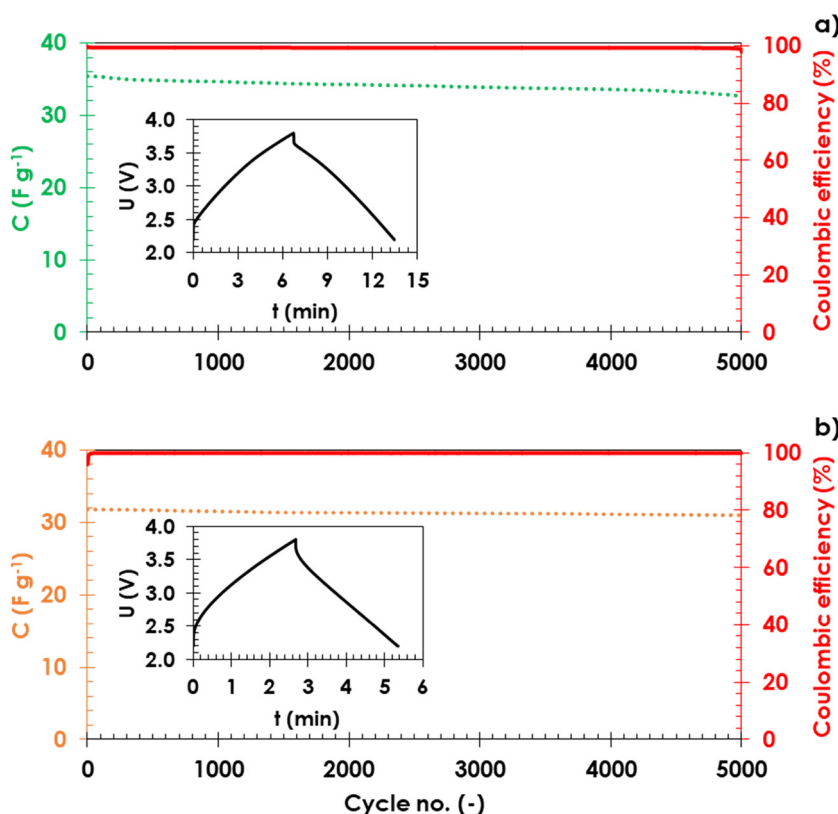 a)
40
30
20
10
0
C (F g⁻¹)
100
80
60
40
20
0
Coulombic efficiency (%)
4.0
3.5
3.0
2.5
2.0
U (V)
0 3 6 9 12 15
t (min)
0 1000 2000 3000 4000 5000
b)
40
30
20
10
0
C (F g⁻¹)
100
80
60
40
20
0
Coulombic efficiency (%)
4.0
3.5
3.0
2.5
2.0
U (V)
0 1 2 3 4 5 6
t (min)
0 1000 2000 3000 4000 5000
Cycle no. (-)